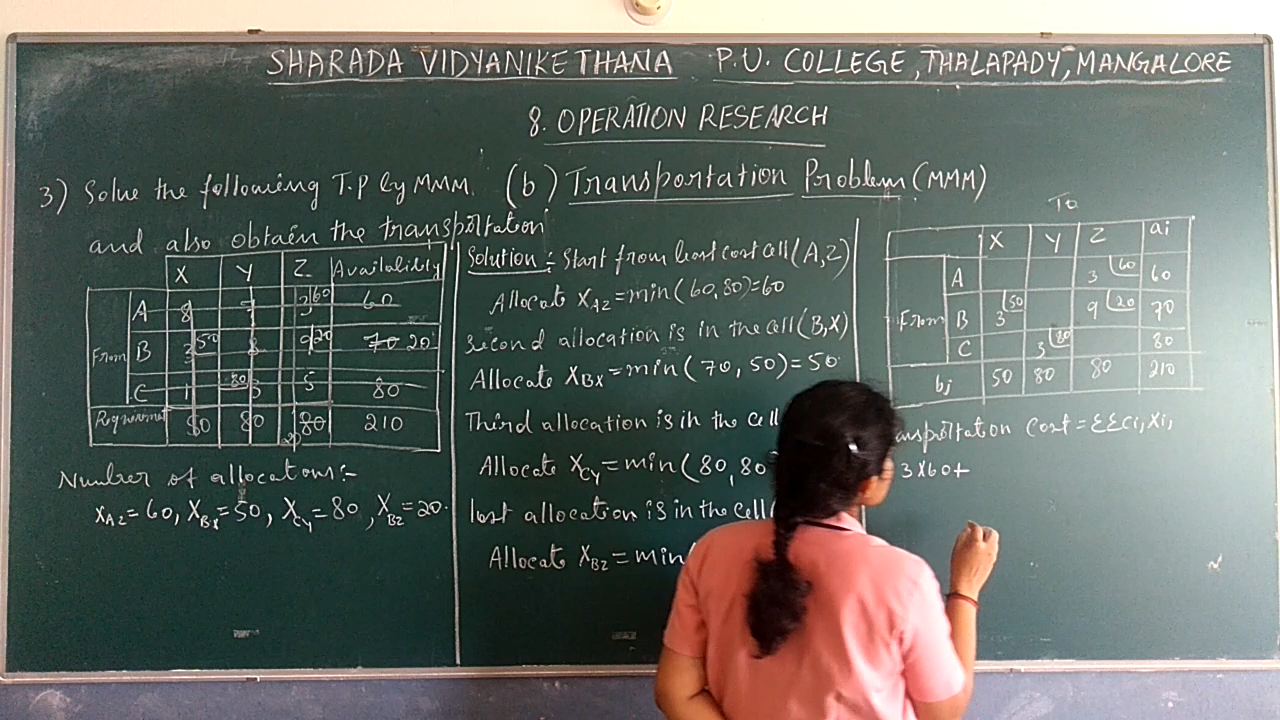 SHARADA VIDYANIKETHANA P.U. COLLEGE, THALAPADY, MANGALORE
8. OPERATION RESEARCH
(b) Transportation Problem (MMM)
3) Solve the following T.P by MMM.
and also obtain the transportation
X Y Z Availability
From A 8 7 3 60 60
B 3 50 8 9 20 70 20
C 1 80 3 5 80
Requirement 50 80 80 20 210
Number of allocations:-
XAZ = 60, XBX = 50, XCY = 80, XBZ = 20.
Solution :- Start from least cost cell (A,Z)
Allocate XAZ = min(60, 80) = 60
Second allocation is in the cell (B,X)
Allocate XBX = min(70, 50) = 50
Third allocation is in the cell
Allocate XCY = min(80, 80
last allocation is in the cell (
Allocate XBZ = min(
To
X Y Z ai
From A 3 60 60
B 3 50 9 20 70
C 3 80 80
bj 50 80 80 210
ansportation cost = ΣΣCi, Xi,
3X60+